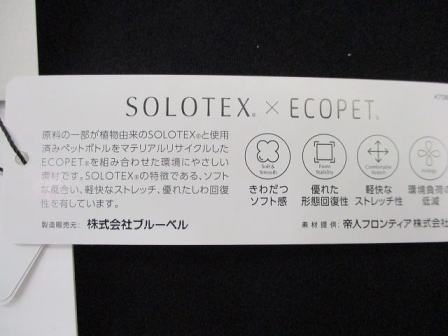 SOLOTEX® × ECOPET®
原料の一部が植物由来のSOLOTEX®と使用
済みペットボトルをマテリアルリサイクルした
ECOPET®を組み合わせた環境にやさしい
素材です。SOLOTEX®の特徴である、ソフト
な風合い、軽快なストレッチ、優れたしわ回復
性を有しています。
Soft &
Smooth
きわだつ
ソフト感
Form
Stability
優れた
形態回復性
Comfortable
Stretch
軽快な
ストレッチ性
Ecology
環境負荷の
低減
製造販売元: 株式会社ブルーベル
素材提供: 帝人フロンティア株式会社